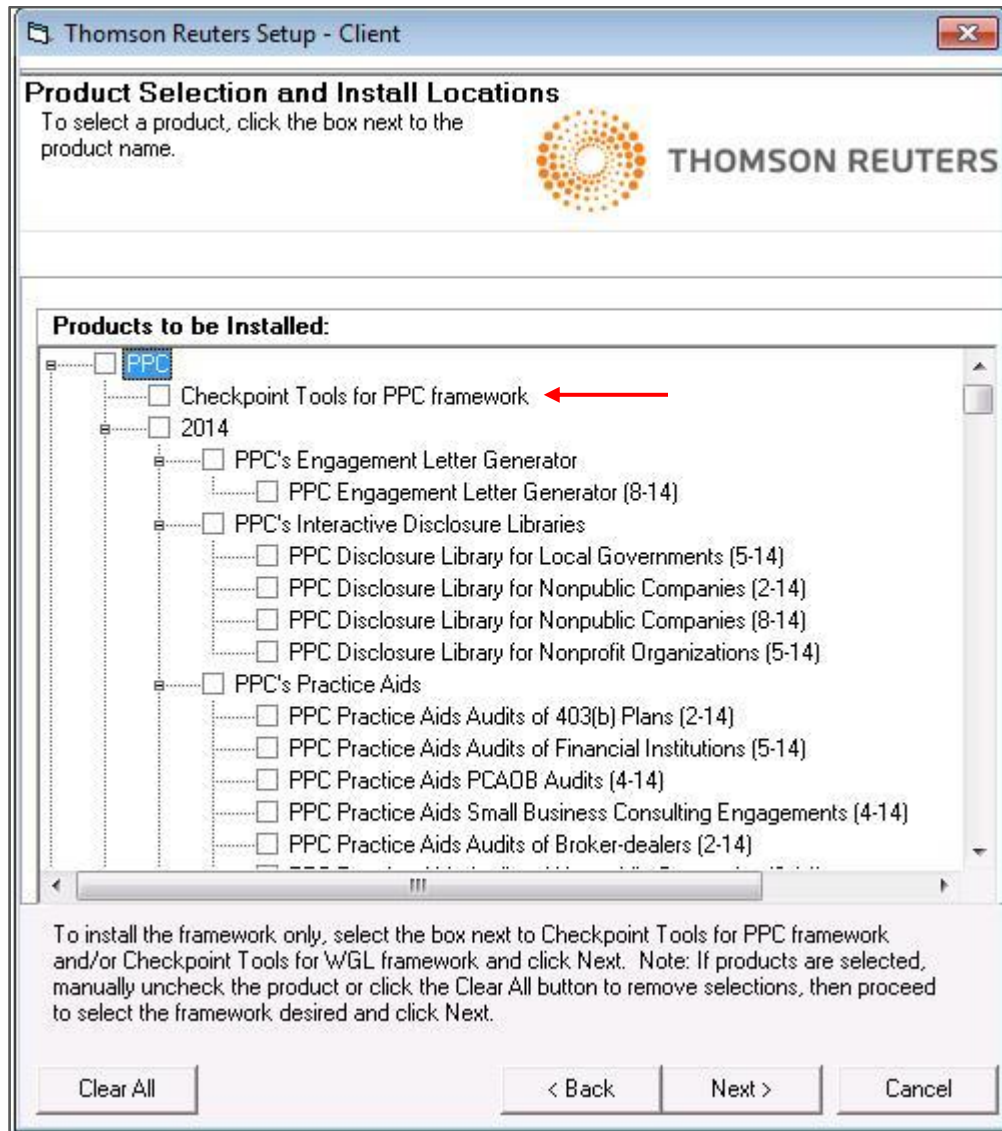 Thomson Reuters Setup - Client
Product Selection and Install Locations
To select a product, click the box next to the
product name.
THOMSON REUTERS
Products to be Installed:
PPC
Checkpoint Tools for PPC framework
2014
PPC's Engagement Letter Generator
PPC Engagement Letter Generator (8-14)
PPC's Interactive Disclosure Libraries
PPC Disclosure Library for Local Governments (5-14)
PPC Disclosure Library for Nonpublic Companies (2-14)
PPC Disclosure Library for Nonpublic Companies (8-14)
PPC Disclosure Library for Nonprofit Organizations (5-14)
PPC's Practice Aids
PPC Practice Aids Audits of 403(b) Plans (2-14)
PPC Practice Aids Audits of Financial Institutions (5-14)
PPC Practice Aids PCAOB Audits (4-14)
PPC Practice Aids Small Business Consulting Engagements (4-14)
PPC Practice Aids Audits of Broker-dealers (2-14)
To install the framework only, select the box next to Checkpoint Tools for PPC framework
and/or Checkpoint Tools for WGL framework and click Next.  Note: If products are selected,
manually uncheck the product or click the Clear All button to remove selections, then proceed
to select the framework desired and click Next.
Clear All
< Back
Next >
Cancel